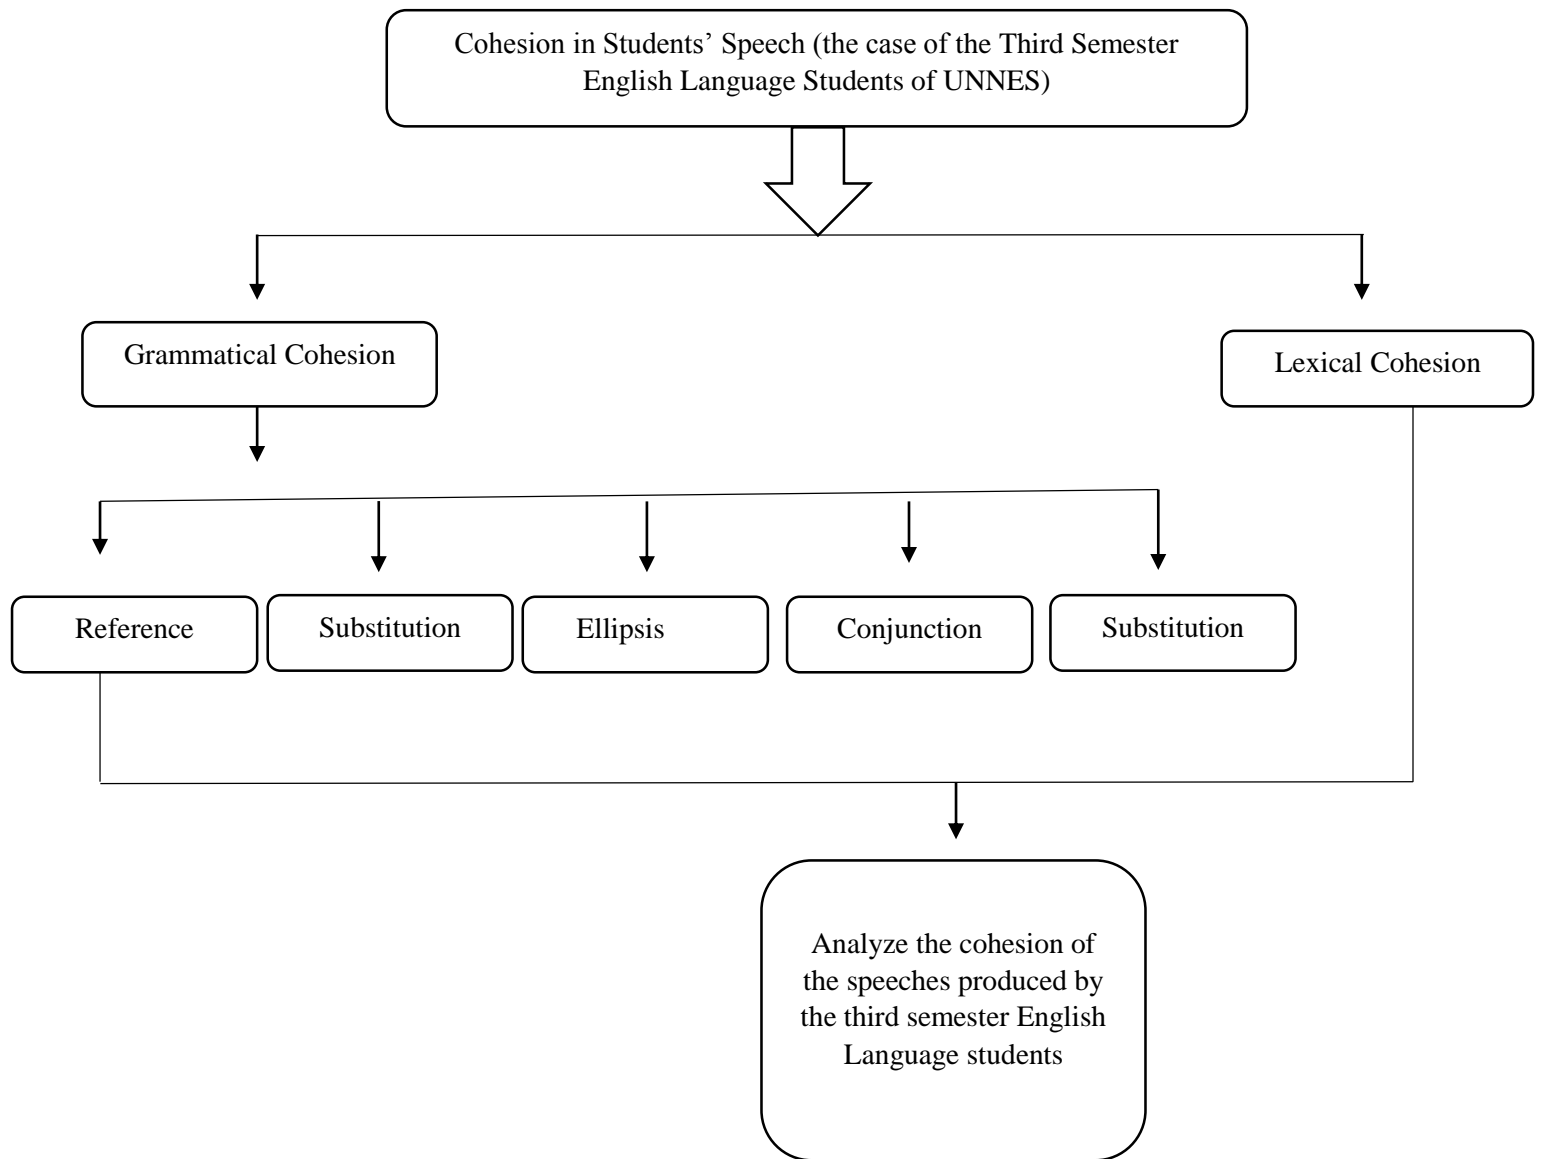 Cohesion in Students’ Speech (the case of the Third Semester
English Language Students of UNNES)
Grammatical Cohesion
Lexical Cohesion
Reference
Substitution
Ellipsis
Conjunction
Substitution
Analyze the cohesion of
the speeches produced by
the third semester English
Language students